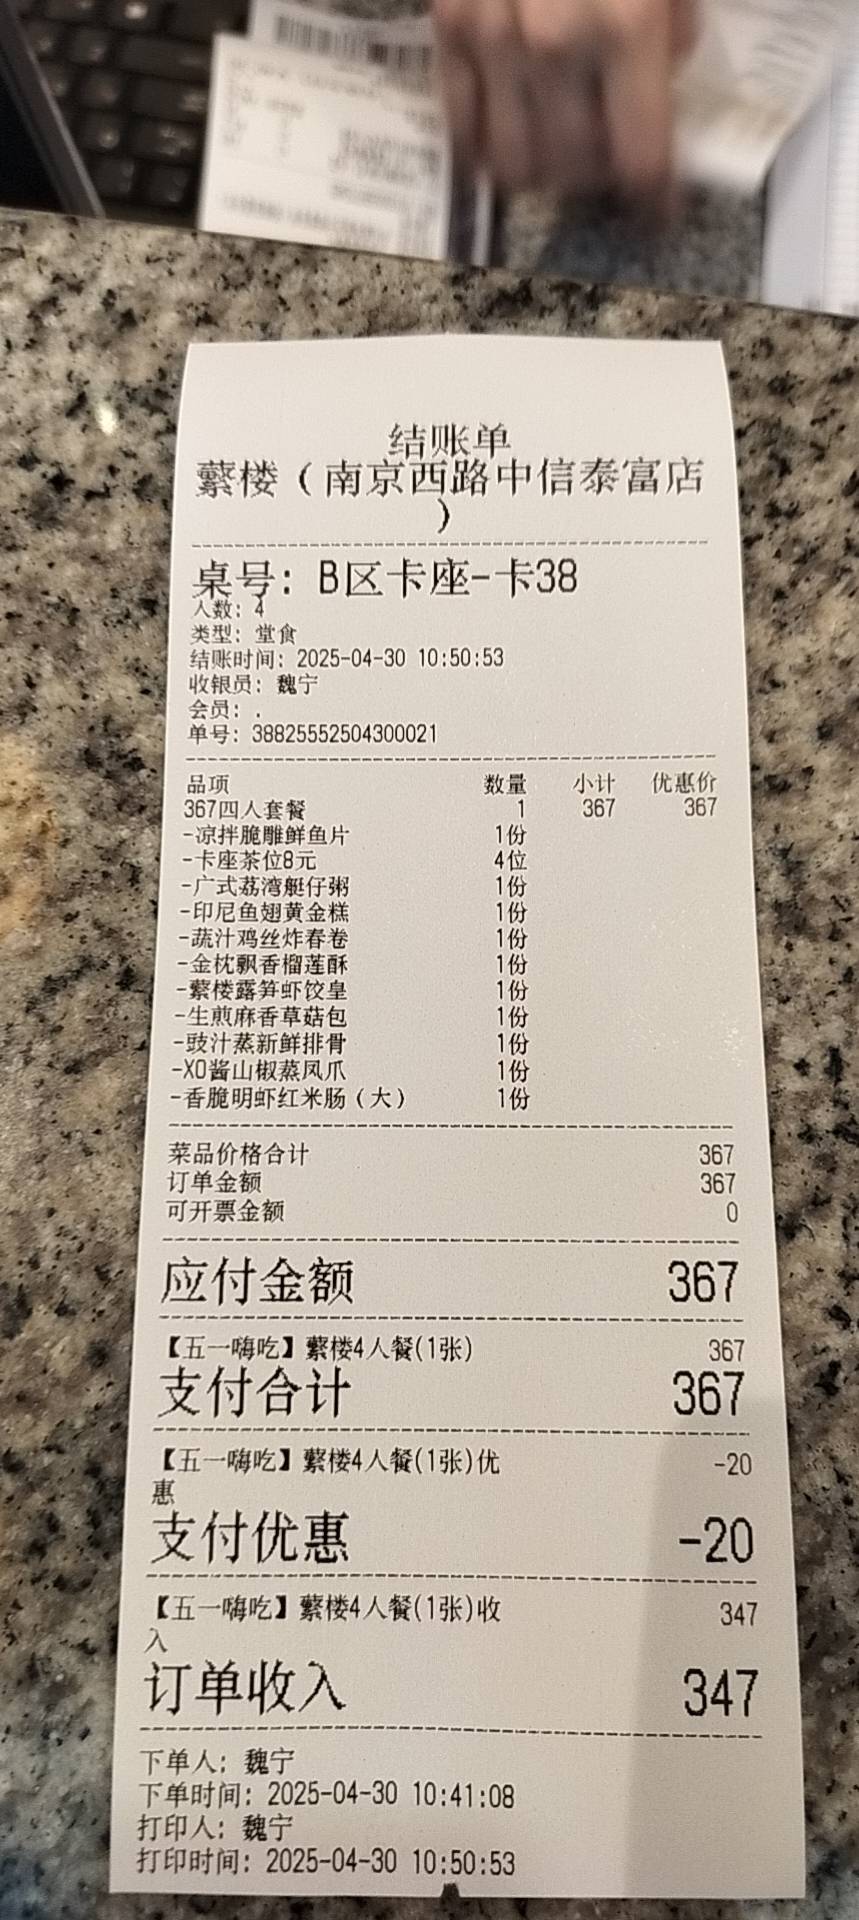 结账单
蘩楼（南京西路中信泰富店
）
桌号: B区卡座-卡38
人数: 4
类型: 堂食
结账时间: 2025-04-30 10:50:53
收银员: 魏宁
会员: .
单号: 38825552504300021
品项 数量 小计 优惠价
367四人套餐 1 367 367
-凉拌脆雕鲜鱼片 1份
-卡座茶位8元 4位
-广式荔湾艇仔粥 1份
-印尼鱼翅黄金糕 1份
-蔬汁鸡丝炸春卷 1份
-金枕飘香榴莲酥 1份
-蘩楼露笋虾饺皇 1份
-生煎麻香草菇包 1份
-豉汁蒸新鲜排骨 1份
-XO酱山椒蒸凤爪 1份
-香脆明虾红米肠（大） 1份
菜品价格合计 367
订单金额 367
可开票金额 0
应付金额 367
【五一嗨吃】蘩楼4人餐(1张) 367
支付合计 367
【五一嗨吃】蘩楼4人餐(1张)优 -20
惠
支付优惠 -20
【五一嗨吃】蘩楼4人餐(1张)收 347
入
订单收入 347
下单人: 魏宁
下单时间: 2025-04-30 10:41:08
打印人: 魏宁
打印时间: 2025-04-30 10:50:53